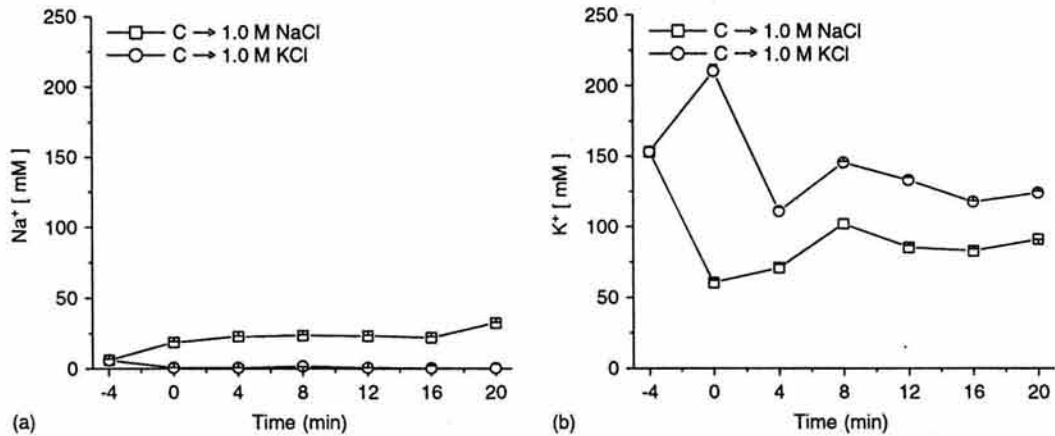 250
200
150
100
50
0
Na⁺ [ mM ]
C → 1.0 M NaCl
C → 1.0 M KCl
-4 0 4 8 12 16 20
(a) Time (min)
250
200
150
100
50
0
K⁺ [ mM ]
C → 1.0 M NaCl
C → 1.0 M KCl
-4 0 4 8 12 16 20
(b) Time (min)